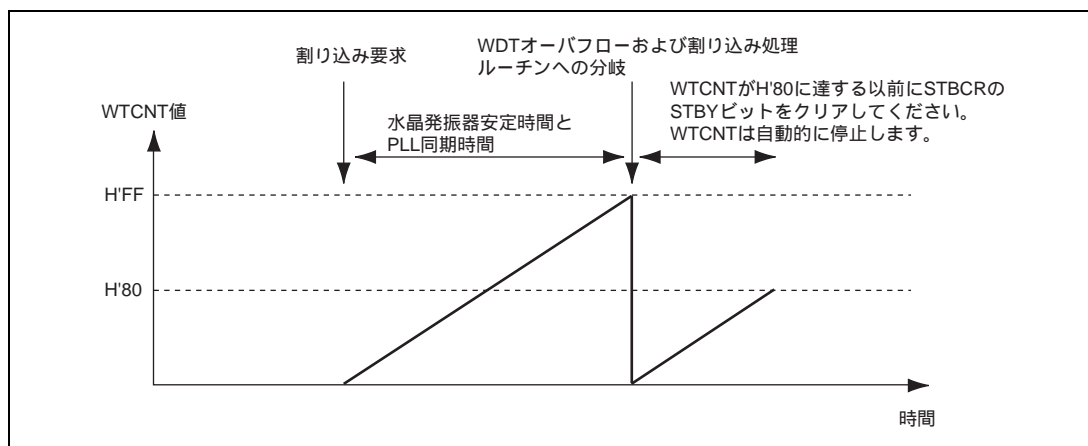 割り込み要求
WDTオーバフローおよび割り込み処理
ルーチンへの分岐
WTCNTがH'80に達する以前にSTBCRの
STBYビットをクリアしてください。
WTCNTは自動的に停止します。
WTCNT値
水晶発振器安定時間と
PLL同期時間
H'FF
H'80
時間